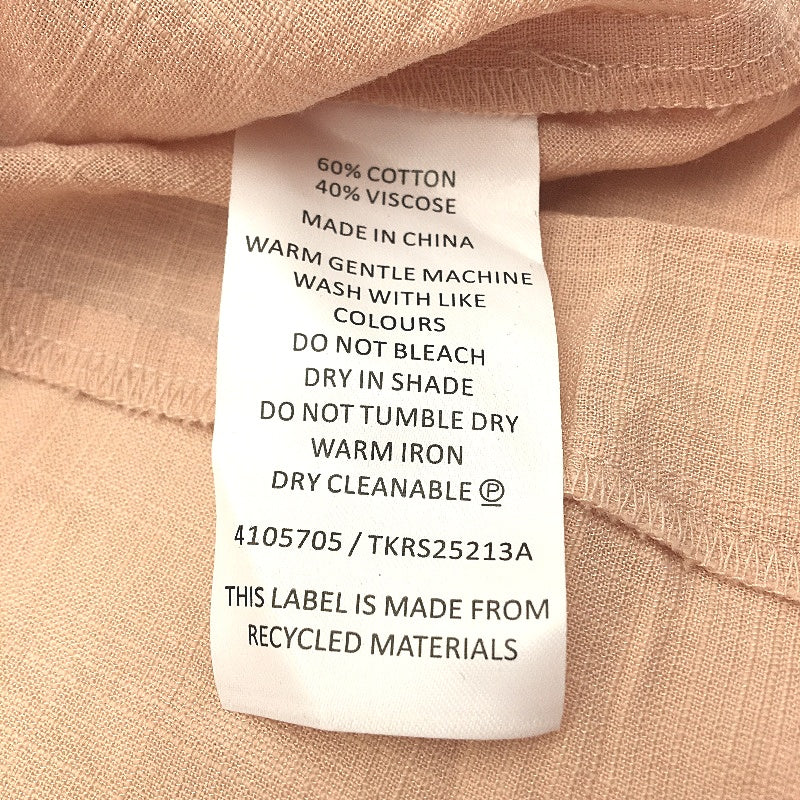 60% COTTON
40% VISCOSE
MADE IN CHINA
WARM GENTLE MACHINE
WASH WITH LIKE
COLOURS
DO NOT BLEACH
DRY IN SHADE
DO NOT TUMBLE DRY
WARM IRON
DRY CLEANABLE Ⓟ
4105705 / TKRS25213A
THIS LABEL IS MADE FROM
RECYCLED MATERIALS